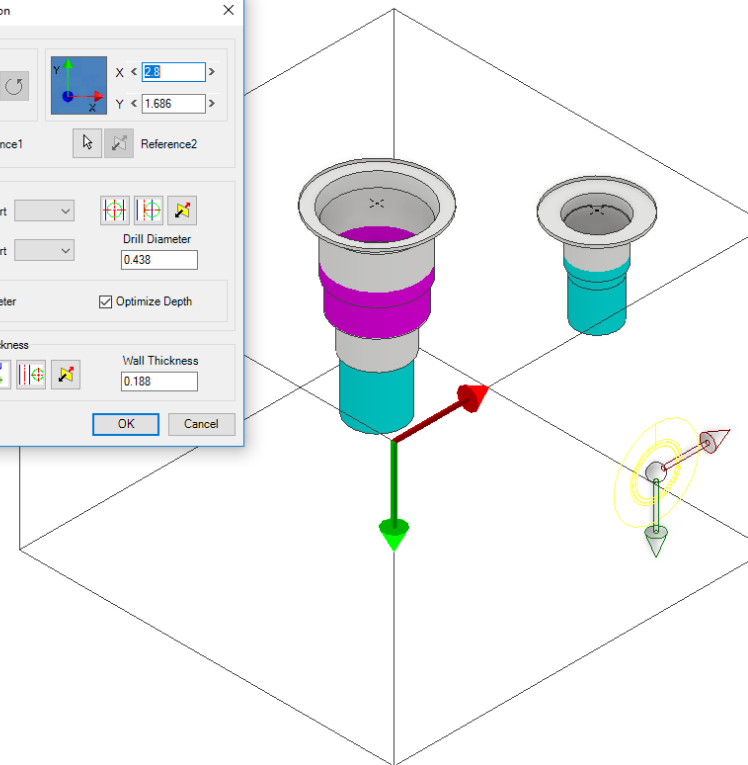 on
Y
X
X < 2.8 >
Y < 1.686 >
nce1
Reference2
rt
rt
Drill Diameter
0.438
eter
Optimize Depth
kness
Wall Thickness
0.188
OK
Cancel